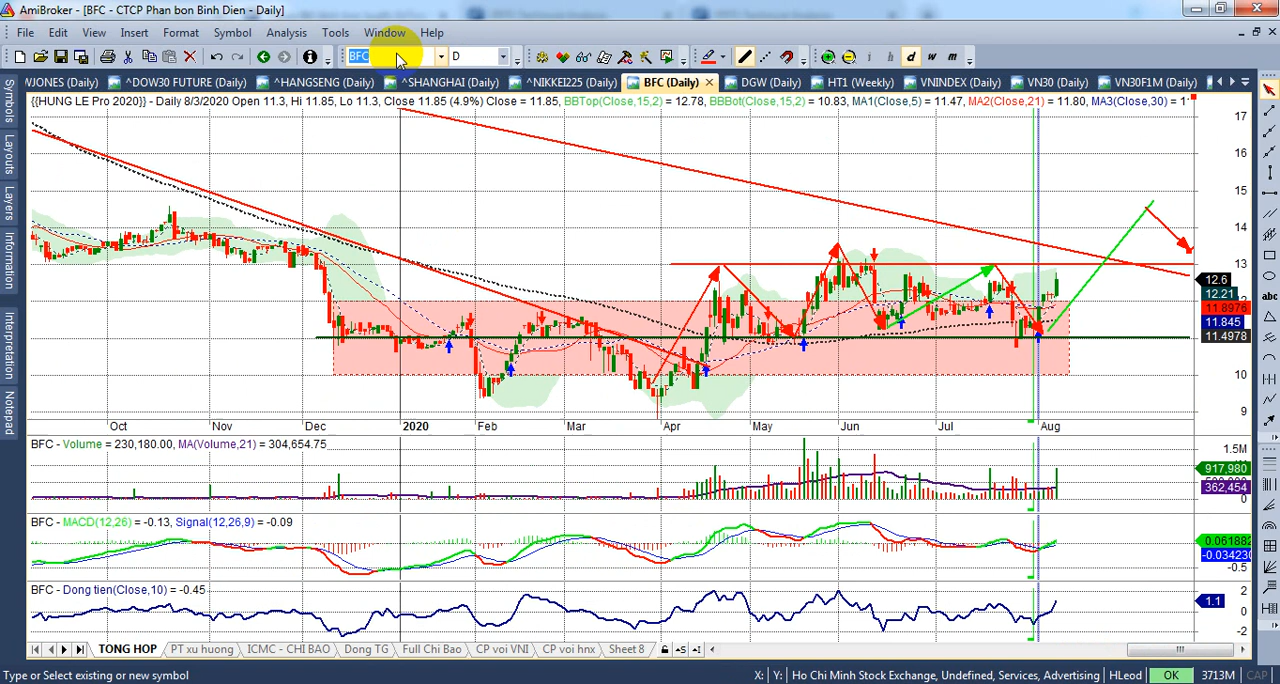 AmiBroker - [BFC - CTCP Phan bon Binh Dien - Daily]
File Edit View Insert Format Symbol Analysis Tools Window Help
BFC D i h d w m
WJONES (Daily) ^DOW30 FUTURE (Daily) ^HANGSENG (Daily) ^SHANGHAI (Daily) ^NIKKEI225 (Daily) BFC (Daily) DGW (Daily) HT1 (Weekly) VNINDEX (Daily) VN30 (Daily) VN30F1M (Daily)
{{HUNG LE Pro 2020}} - Daily 8/3/2020 Open 11.3, Hi 11.85, Lo 11.3, Close 11.85 (4.9%) Close = 11.85, BBTop(Close,15,2) = 12.78, BBBot(Close,15,2) = 10.83, MA1(Close,5) = 11.47, MA2(Close,21) = 11.80, MA3(Close,30) = 1
Symbols
Layouts
Layers
Information
Interpretation
Notepad
abc
17
16
15
14
13
12.6
12.21
11.8976
11.845
11.4978
10
9
Oct Nov Dec 2020 Feb Mar Apr May Jun Jul Aug
BFC - Volume = 230,180.00, MA(Volume,21) = 304,654.75
1.5M
917,980
362,454
BFC - MACD(12,26) = -0.13, Signal(12,26,9) = -0.09
0.061882
-0.03423
-0.5
BFC - Dong tien(Close,10) = -0.45
2
1.1
0
-2
TONG HOP PT xu huong ICMC - CHI BAO Dong TG Full Chi Bao CP voi VNI CP voi hnx Sheet 8
Type or Select existing or new symbol X: Y: Ho Chi Minh Stock Exchange, Undefined, Services, Advertising HLeod OK 3713M CAP